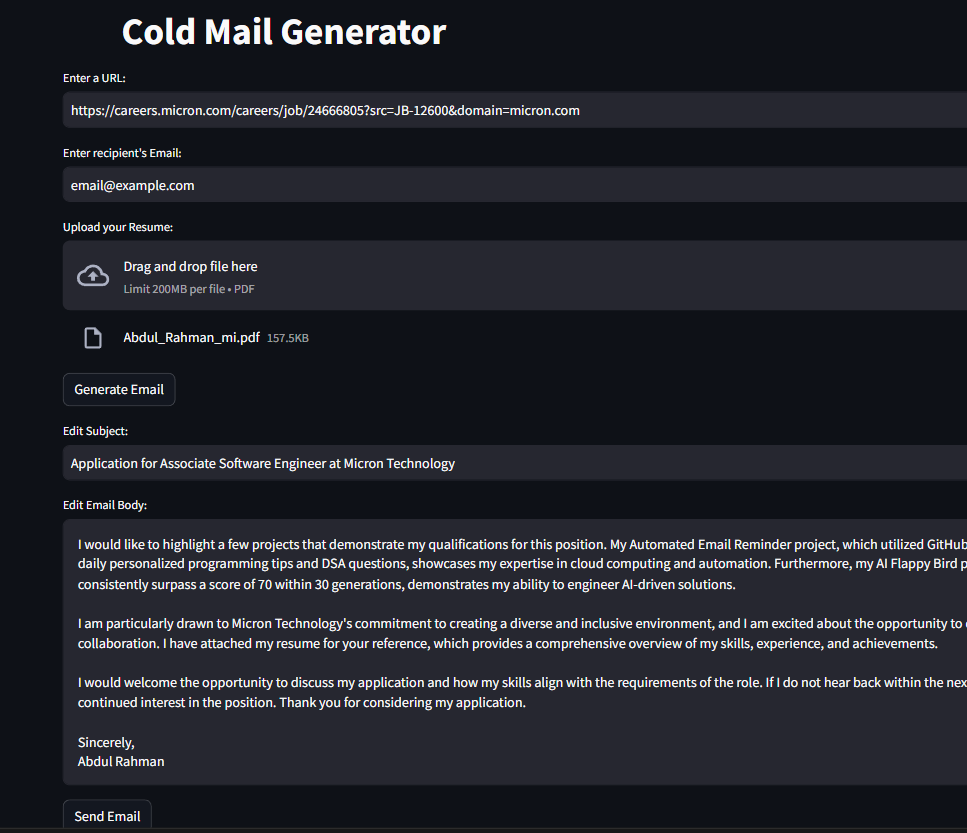 Cold Mail Generator
Enter a URL:
https://careers.micron.com/careers/job/24666805?src=JB-12600&domain=micron.com
Enter recipient's Email:
email@example.com
Upload your Resume:
Drag and drop file here
Limit 200MB per file • PDF
Abdul_Rahman_mi.pdf 157.5KB
Generate Email
Edit Subject:
Application for Associate Software Engineer at Micron Technology
Edit Email Body:
I would like to highlight a few projects that demonstrate my qualifications for this position. My Automated Email Reminder project, which utilized GitHub
daily personalized programming tips and DSA questions, showcases my expertise in cloud computing and automation. Furthermore, my AI Flappy Bird
consistently surpass a score of 70 within 30 generations, demonstrates my ability to engineer AI-driven solutions.
I am particularly drawn to Micron Technology's commitment to creating a diverse and inclusive environment, and I am excited about the opportunity to
collaboration. I have attached my resume for your reference, which provides a comprehensive overview of my skills, experience, and achievements.
I would welcome the opportunity to discuss my application and how my skills align with the requirements of the role. If I do not hear back within the
continued interest in the position. Thank you for considering my application.
Sincerely,
Abdul Rahman
Send Email